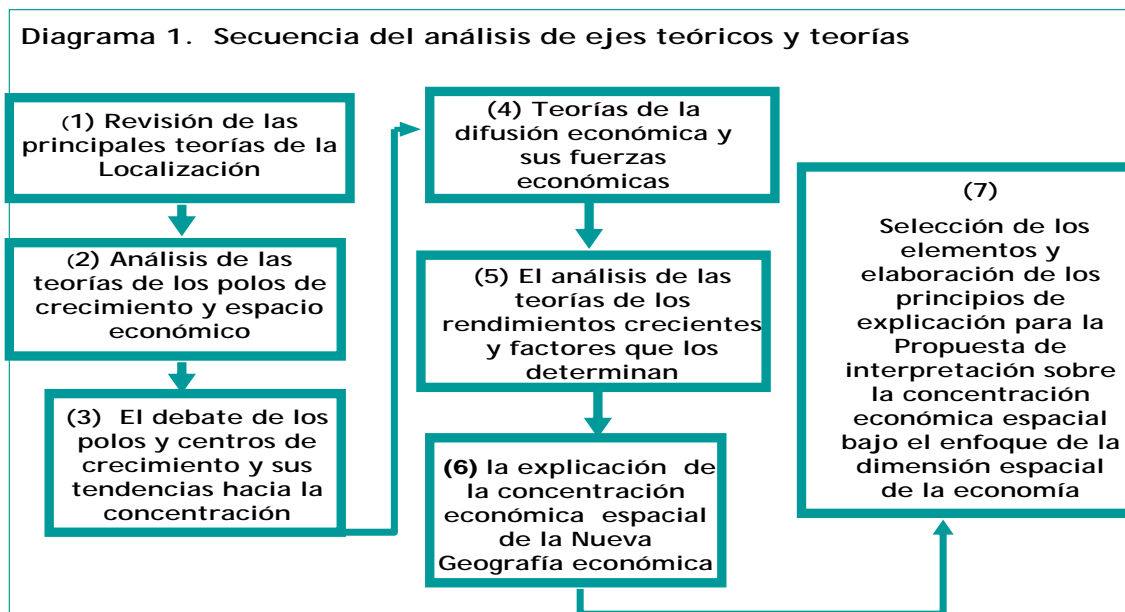 Diagrama 1. Secuencia del análisis de ejes teóricos y teorías
(1) Revisión de las
principales teorías de la
Localización
(2) Análisis de las
teorías de los polos de
crecimiento y espacio
económico
(3) El debate de los
polos y centros de
crecimiento y sus
tendencias hacia la
concentración
(4) Teorías de la
difusión económica y
sus fuerzas
económicas
(5) El análisis de las
teorías de los
rendimientos crecientes
y factores que los
determinan
(6) la explicación de
la concentración
económica espacial
de la Nueva
Geografía económica
(7)
Selección de los
elementos y
elaboración de los
principios de
explicación para la
Propuesta de
interpretación sobre
la concentración
económica espacial
bajo el enfoque de la
dimensión espacial
de la economía